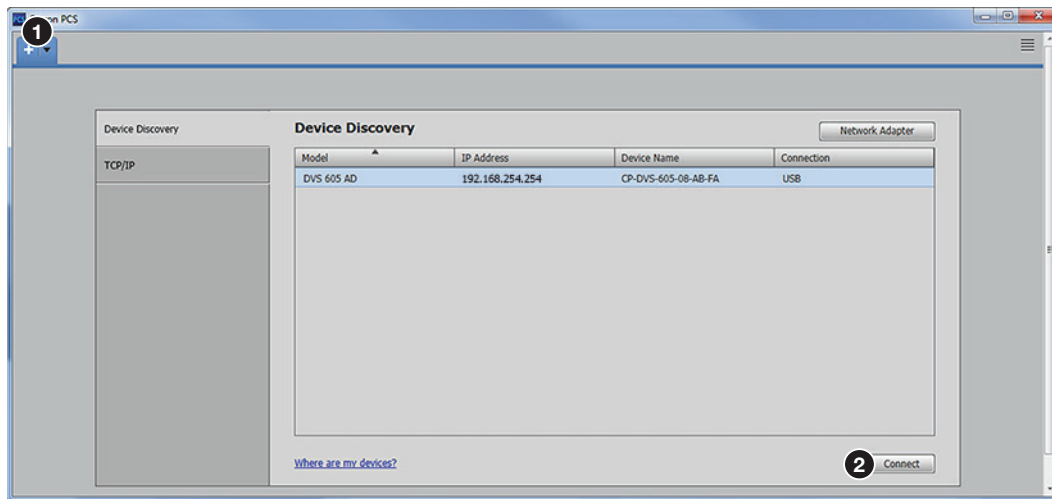 PCS
1
+
Device Discovery
Device Discovery
Network Adapter
TCP/IP
Model IP Address Device Name Connection
DVS 605 AD 192.168.254.254 CP-DVS-605-08-AB-FA USB
Where are my devices?
2 Connect